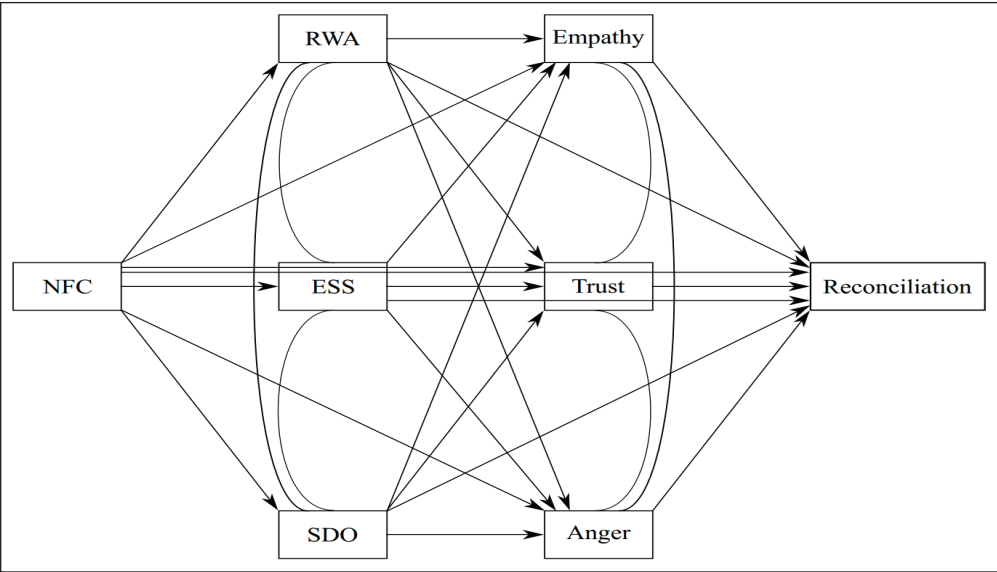 RWA
Empathy
NFC
ESS
Trust
Reconciliation
SDO
Anger